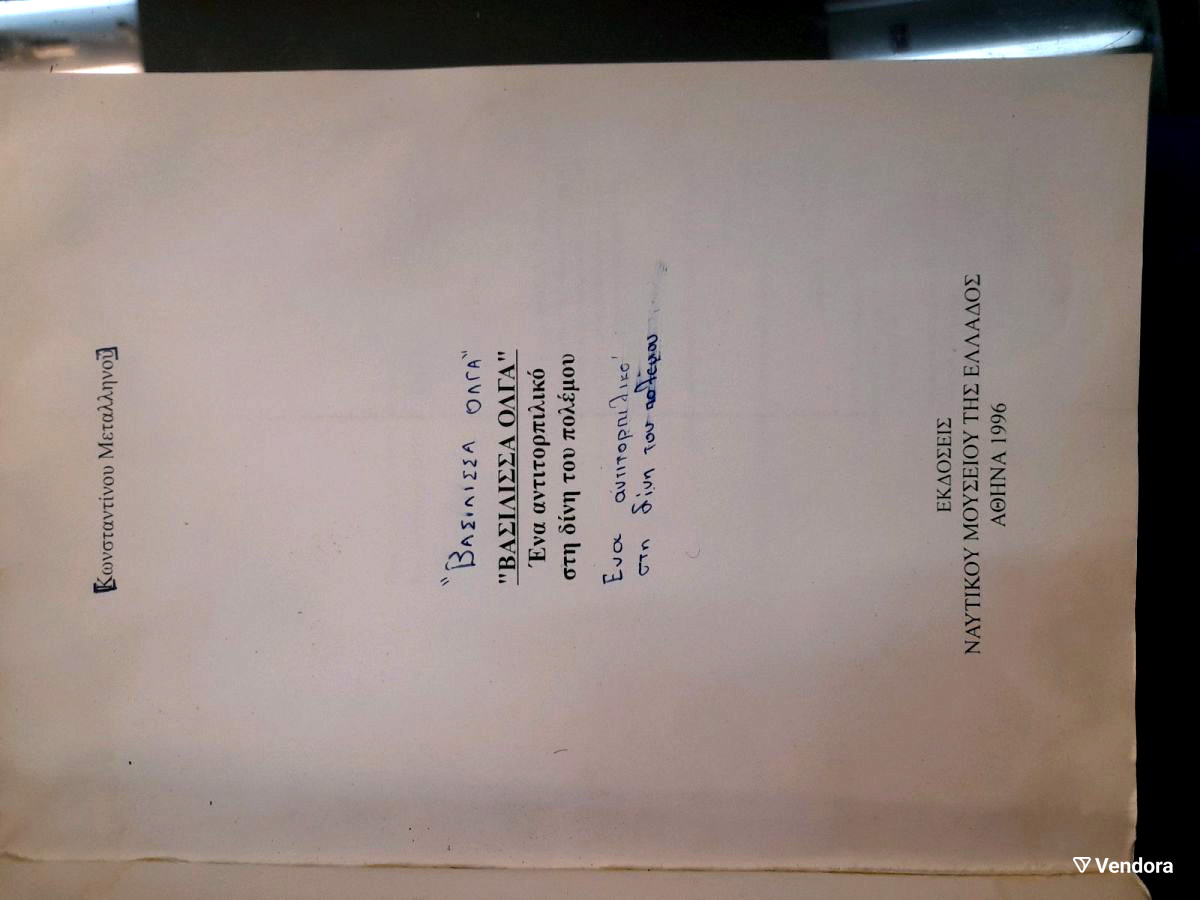 Κωνσταντίνου Μεταλληνού
"ΒΑΣΙΛΙΣΣΑ ΟΛΓΑ"
"ΒΑΣΙΛΙΣΣΑ ΟΛΓΑ"
Ένα αντιτορπιλικό
στη δίνη του πολέμου
Ενα αντιτορπιλικό
στη δίνη του πολέμου
ΕΚΔΟΣΕΙΣ
ΝΑΥΤΙΚΟΥ ΜΟΥΣΕΙΟΥ ΤΗΣ ΕΛΛΑΔΟΣ
ΑΘΗΝΑ 1996
Vendora